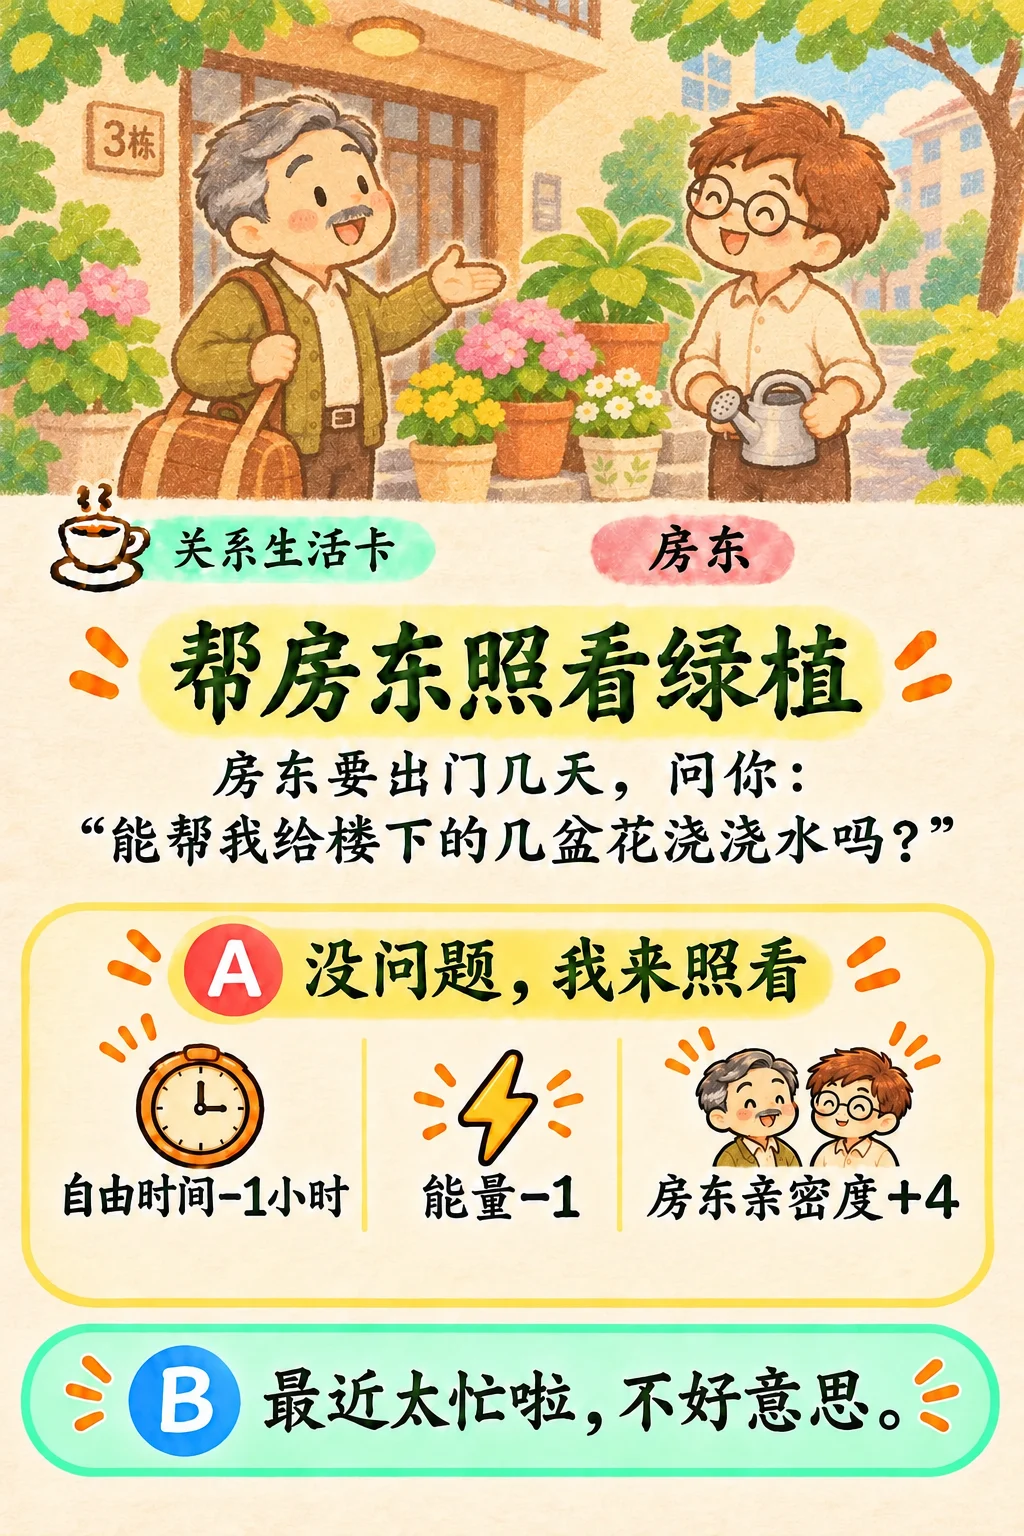 3栋
关系生活卡
房东
帮房东照看绿植
房东要出门几天，问你：
“能帮我给楼下的几盆花浇浇水吗？”
A 没问题，我来照看
自由时间-1小时
能量-1
房东亲密度+4
B 最近太忙啦，不好意思。